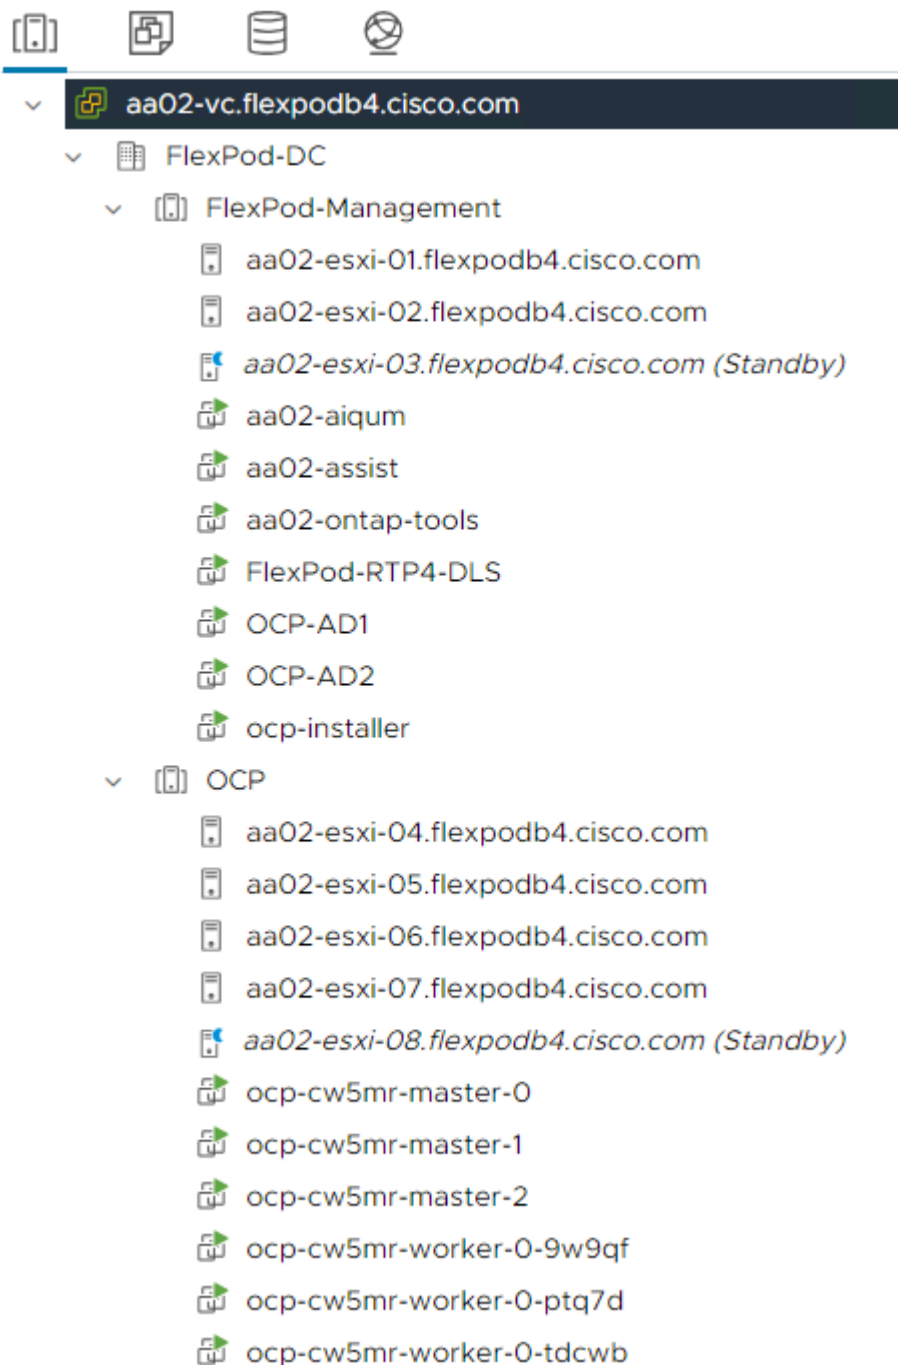 aa02-vc.flexpodb4.cisco.com
FlexPod-DC
FlexPod-Management
aa02-esxi-01.flexpodb4.cisco.com
aa02-esxi-02.flexpodb4.cisco.com
aa02-esxi-03.flexpodb4.cisco.com (Standby)
aa02-aiqum
aa02-assist
aa02-ontap-tools
FlexPod-RTP4-DLS
OCP-AD1
OCP-AD2
ocp-installer
OCP
aa02-esxi-04.flexpodb4.cisco.com
aa02-esxi-05.flexpodb4.cisco.com
aa02-esxi-06.flexpodb4.cisco.com
aa02-esxi-07.flexpodb4.cisco.com
aa02-esxi-08.flexpodb4.cisco.com (Standby)
ocp-cw5mr-master-0
ocp-cw5mr-master-1
ocp-cw5mr-master-2
ocp-cw5mr-worker-0-9w9qf
ocp-cw5mr-worker-0-ptq7d
ocp-cw5mr-worker-0-tdcwb